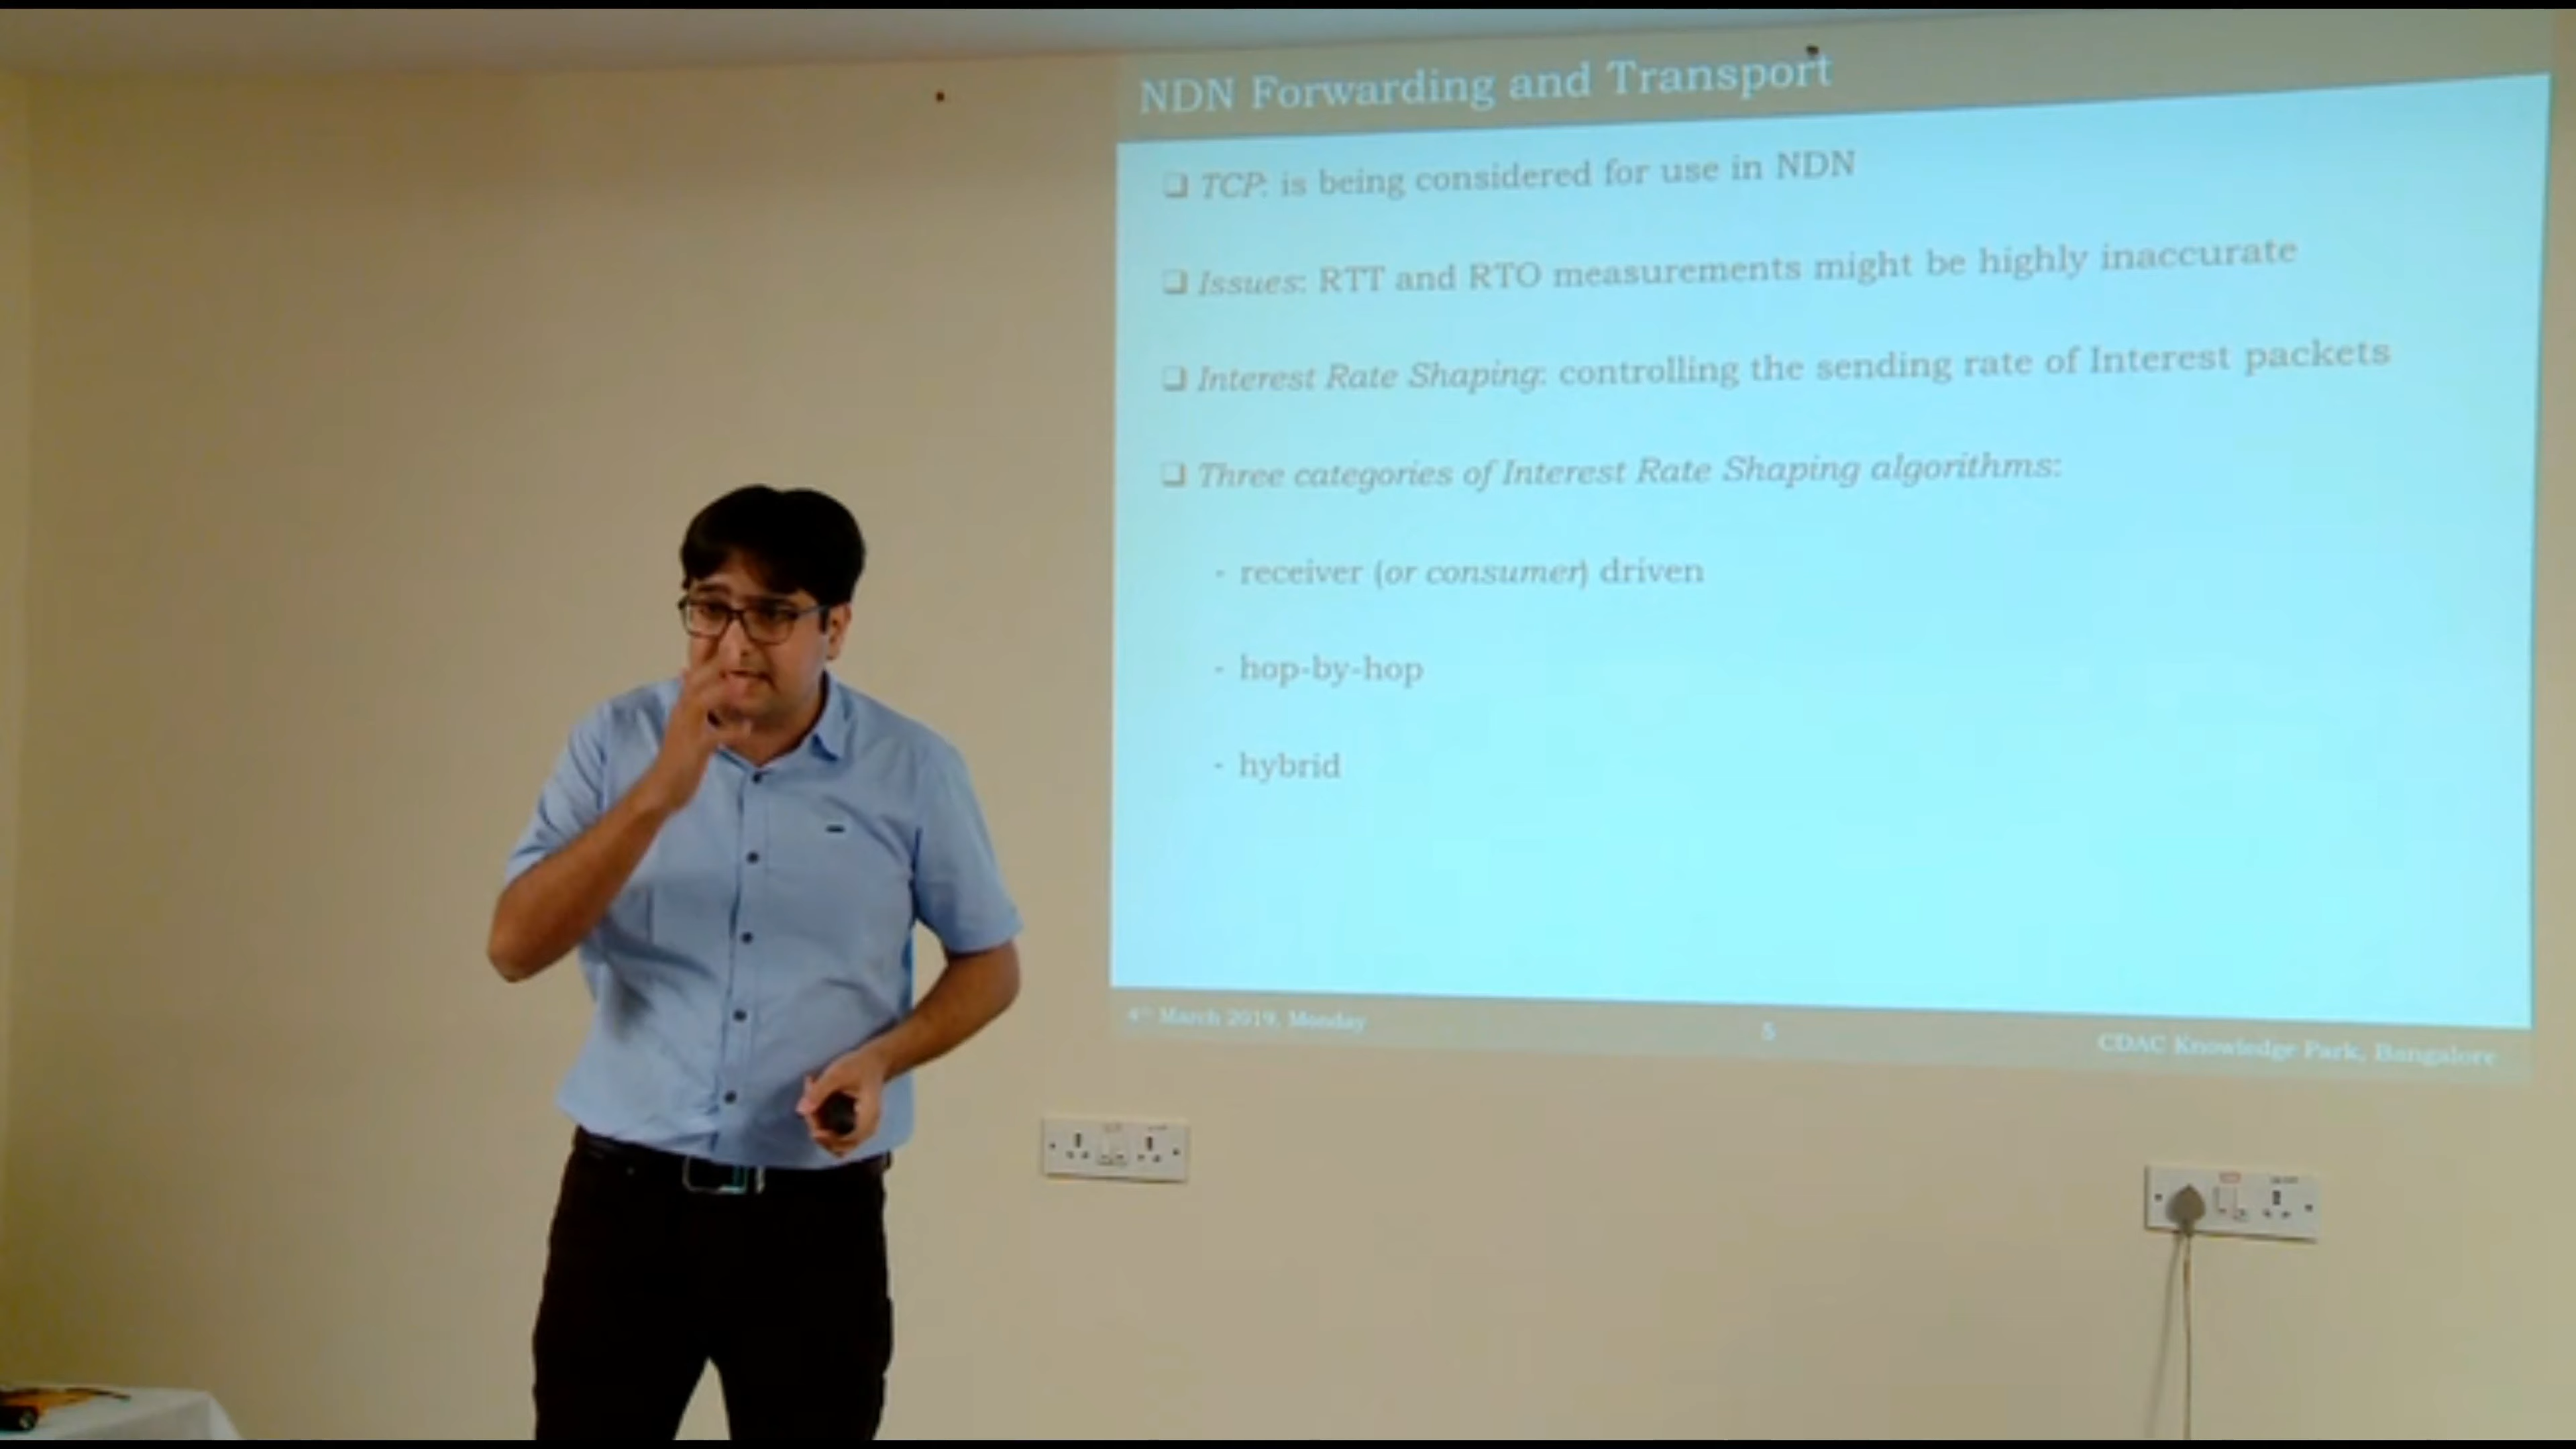 NDN Forwarding and Transport
❑ TCP: is being considered for use in NDN
❑ Issues: RTT and RTO measurements might be highly inaccurate
❑ Interest Rate Shaping: controlling the sending rate of Interest packets
❑ Three categories of Interest Rate Shaping algorithms:
- receiver (or consumer) driven
- hop-by-hop
- hybrid
4th March 2019, Monday
5
CDAC Knowledge Park, Bangalore